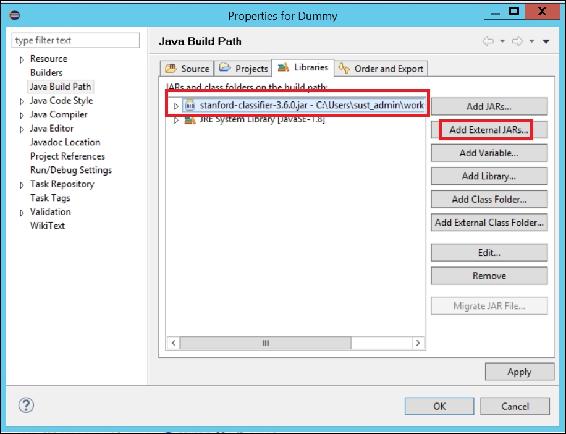 Properties for Dummy
type filter text
Resource
Builders
Java Build Path
Java Code Style
Java Compiler
Java Editor
Javadoc Location
Project References
Run/Debug Settings
Task Repository
Task Tags
Validation
WikiText
Java Build Path
Source
Projects
Libraries
Order and Export
JARs and class folders on the build path:
stanford-classifier-3.6.0.jar - C:\Users\sust_admin\work
JRE System Library [JavaSE-1.8]
Add JARs...
Add External JARs...
Add Variable...
Add Library...
Add Class Folder...
Add External Class Folder...
Edit...
Remove
Migrate JAR File...
Apply
OK
Cancel